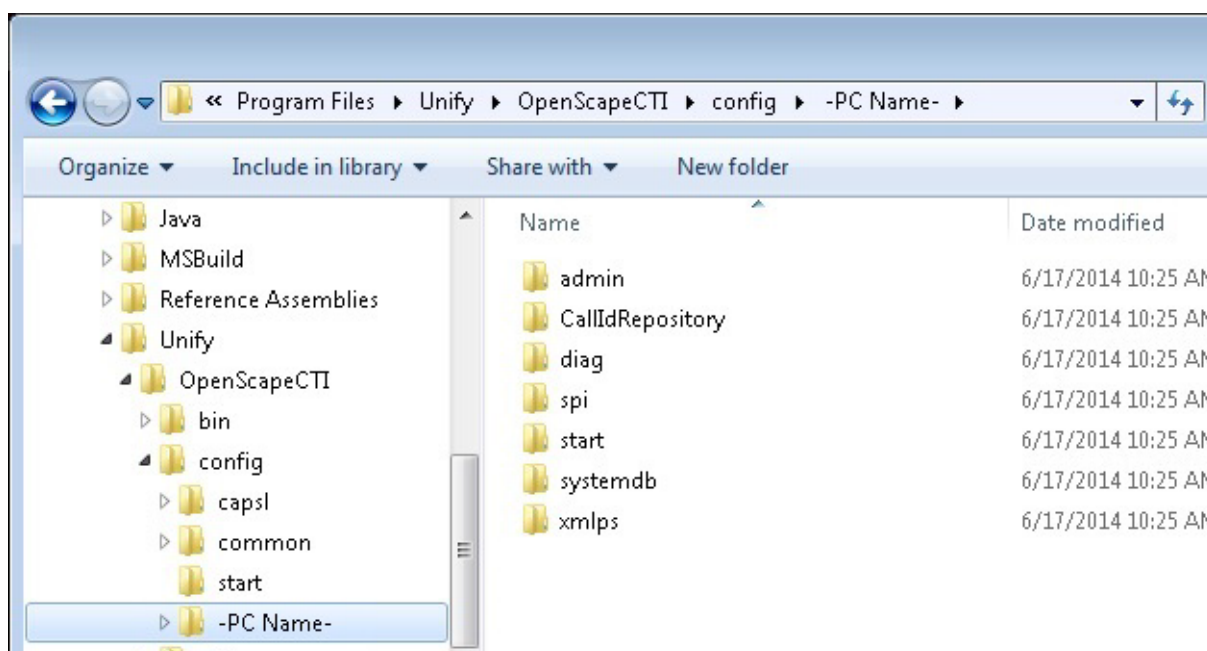 « Program Files Unify OpenScapeCTI config -PC Name-
Organize Include in library Share with New folder
Java
MSBuild
Reference Assemblies
Unify
OpenScapeCTI
bin
config
capsl
common
start
-PC Name-
Name Date modified
admin 6/17/2014 10:25 AM
CallIdRepository 6/17/2014 10:25 AM
diag 6/17/2014 10:25 AM
spi 6/17/2014 10:25 AM
start 6/17/2014 10:25 AM
systemdb 6/17/2014 10:25 AM
xmlps 6/17/2014 10:25 AM